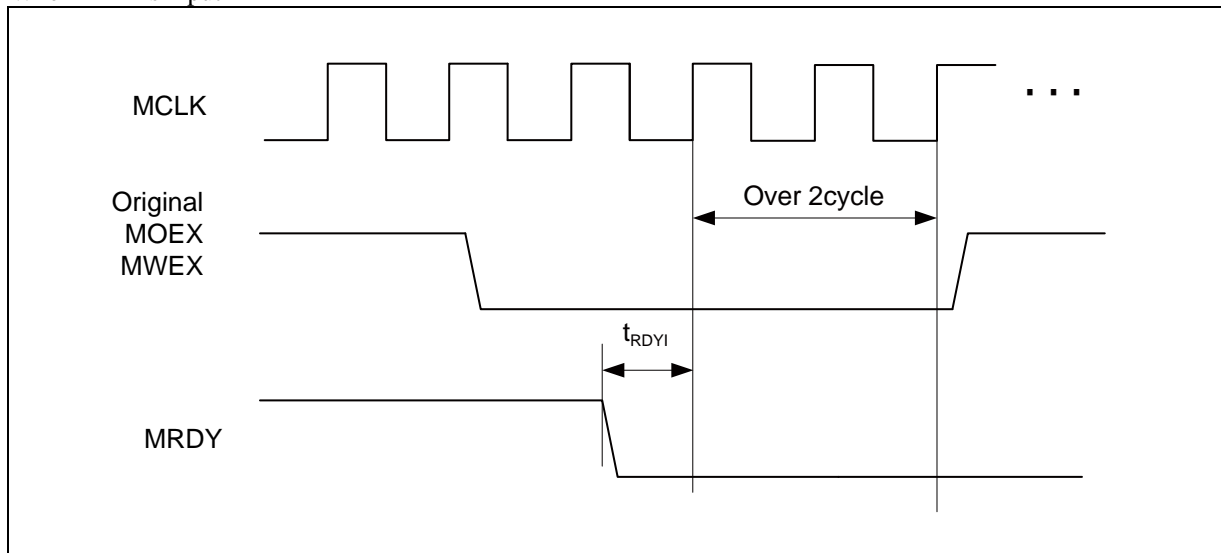 MCLK
. . .
Original
MOEX
MWEX
Over 2cycle
tRDYI
MRDY